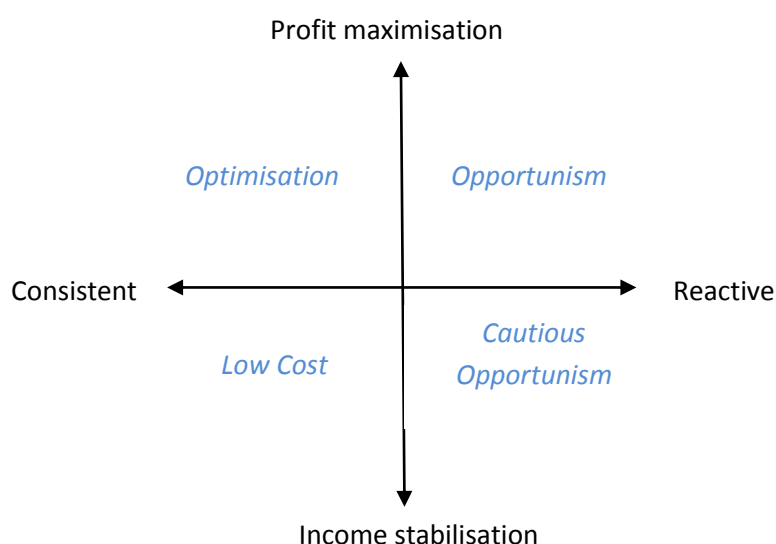 Profit maximisation
Optimisation
Opportunism
Consistent
Reactive
Low Cost
Cautious
Opportunism
Income stabilisation